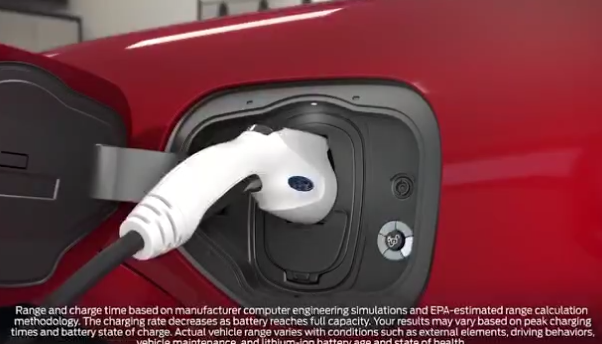 Range and charge time based on manufacturer computer engineering simulations and EPA-estimated range calculation
methodology. The charging rate decreases as battery reaches full capacity. Your results may vary based on peak charging
times and battery state of charge. Actual vehicle range varies with conditions such as external elements, driving behaviors,
vehicle maintenance, and lithium-ion battery age and state of health